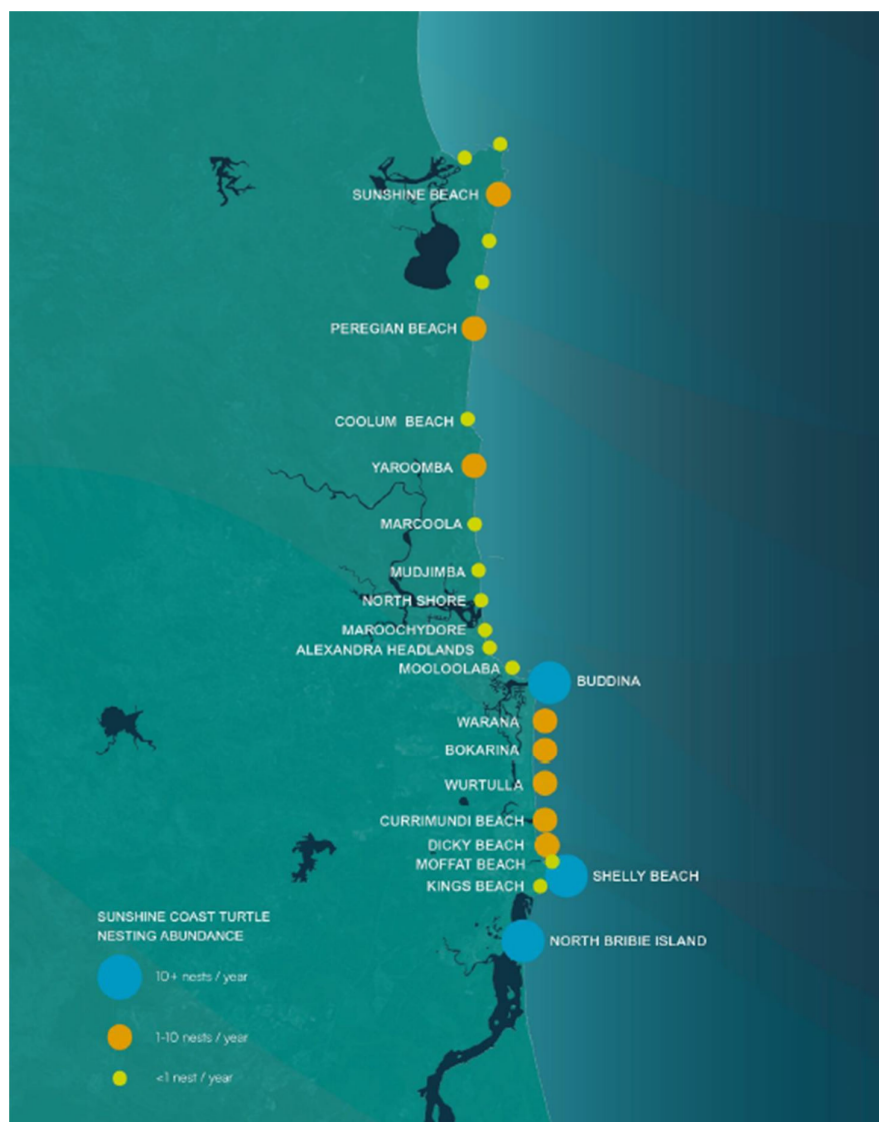 SUNSHINE BEACH
PEREGIAN BEACH
COOLUM BEACH
YAROOMBA
MARCOOLA
MUDJIMBA
NORTH SHORE
MAROOCHYDORE
ALEXANDRA HEADLANDS
MOOLOOLABA
BUDDINA
WARANA
BOKARINA
WURTULLA
CURRIMUNDI BEACH
DICKY BEACH
MOFFAT BEACH
SHELLY BEACH
KINGS BEACH
NORTH BRIBIE ISLAND
SUNSHINE COAST TURTLE
NESTING ABUNDANCE
10+ nests / year
1-10 nests / year
<1 nest / year